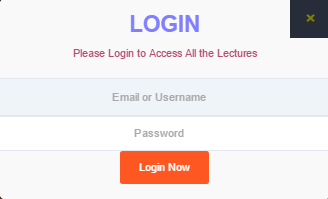 LOGIN
×
Please Login to Access All the Lectures
Email or Username
Password
Login Now